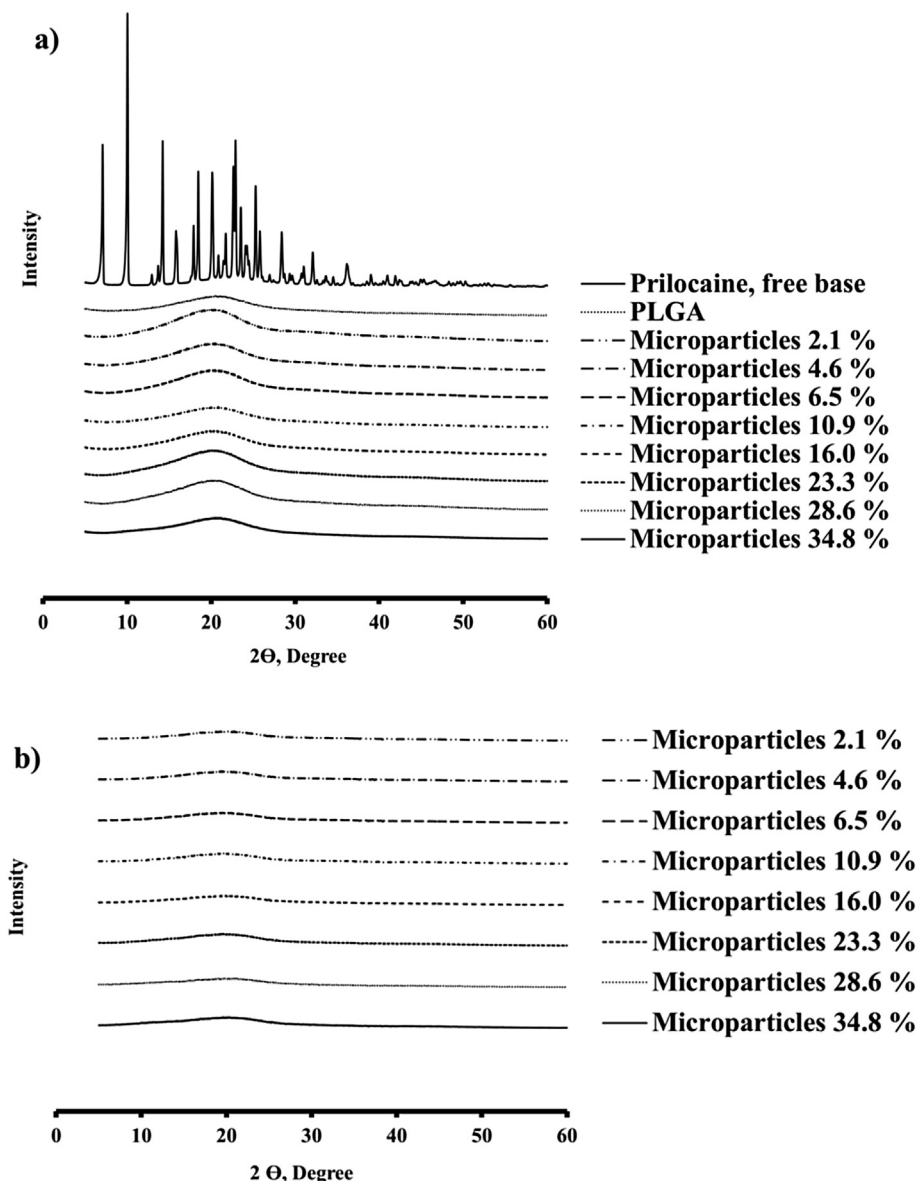 a)
Intensity
Prilocaine, free base
PLGA
Microparticles 2.1 %
Microparticles 4.6 %
Microparticles 6.5 %
Microparticles 10.9 %
Microparticles 16.0 %
Microparticles 23.3 %
Microparticles 28.6 %
Microparticles 34.8 %
0 10 20 30 40 50 60
2Θ, Degree
b)
Intensity
Microparticles 2.1 %
Microparticles 4.6 %
Microparticles 6.5 %
Microparticles 10.9 %
Microparticles 16.0 %
Microparticles 23.3 %
Microparticles 28.6 %
Microparticles 34.8 %
0 10 20 30 40 50 60
2 Θ, Degree